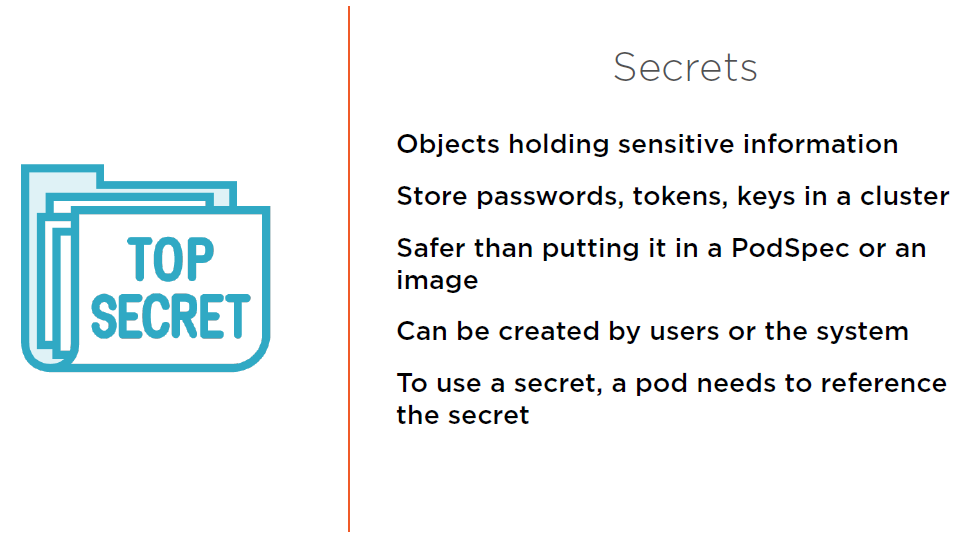 TOP
SECRET
Secrets
Objects holding sensitive information
Store passwords, tokens, keys in a cluster
Safer than putting it in a PodSpec or an
image
Can be created by users or the system
To use a secret, a pod needs to reference
the secret